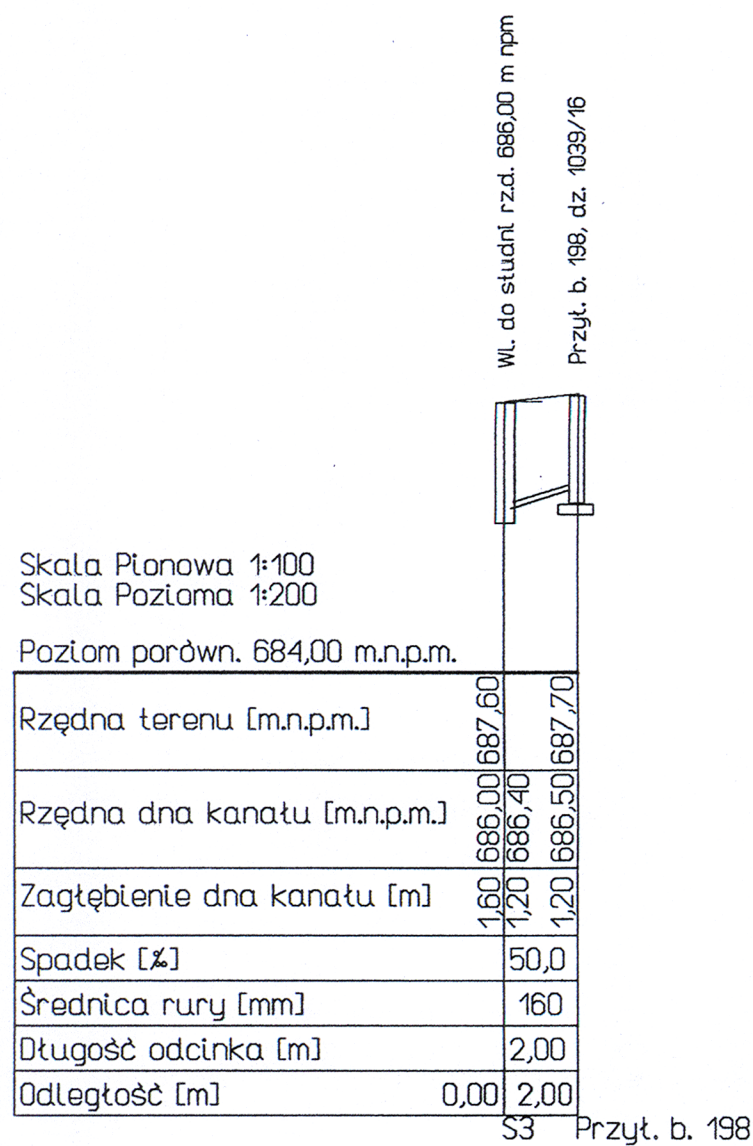 Wl. do studni rz.d. 686,00 m npm
Przył. b. 198, dz. 1039/16
Skala Pionowa 1:100
Skala Pozioma 1:200
Poziom porówn. 684,00 m.n.p.m.
Rzędna terenu [m.n.p.m.] 687,60 687,70
Rzędna dna kanału [m.n.p.m.] 686,00 686,40 686,50
Zagłębienie dna kanału [m] 1,60 1,20 1,20
Spadek [‰] 50,0
Średnica rury [mm] 160
Długość odcinka [m] 2,00
Odległość [m] 0,00 2,00
S3 Przył. b. 198